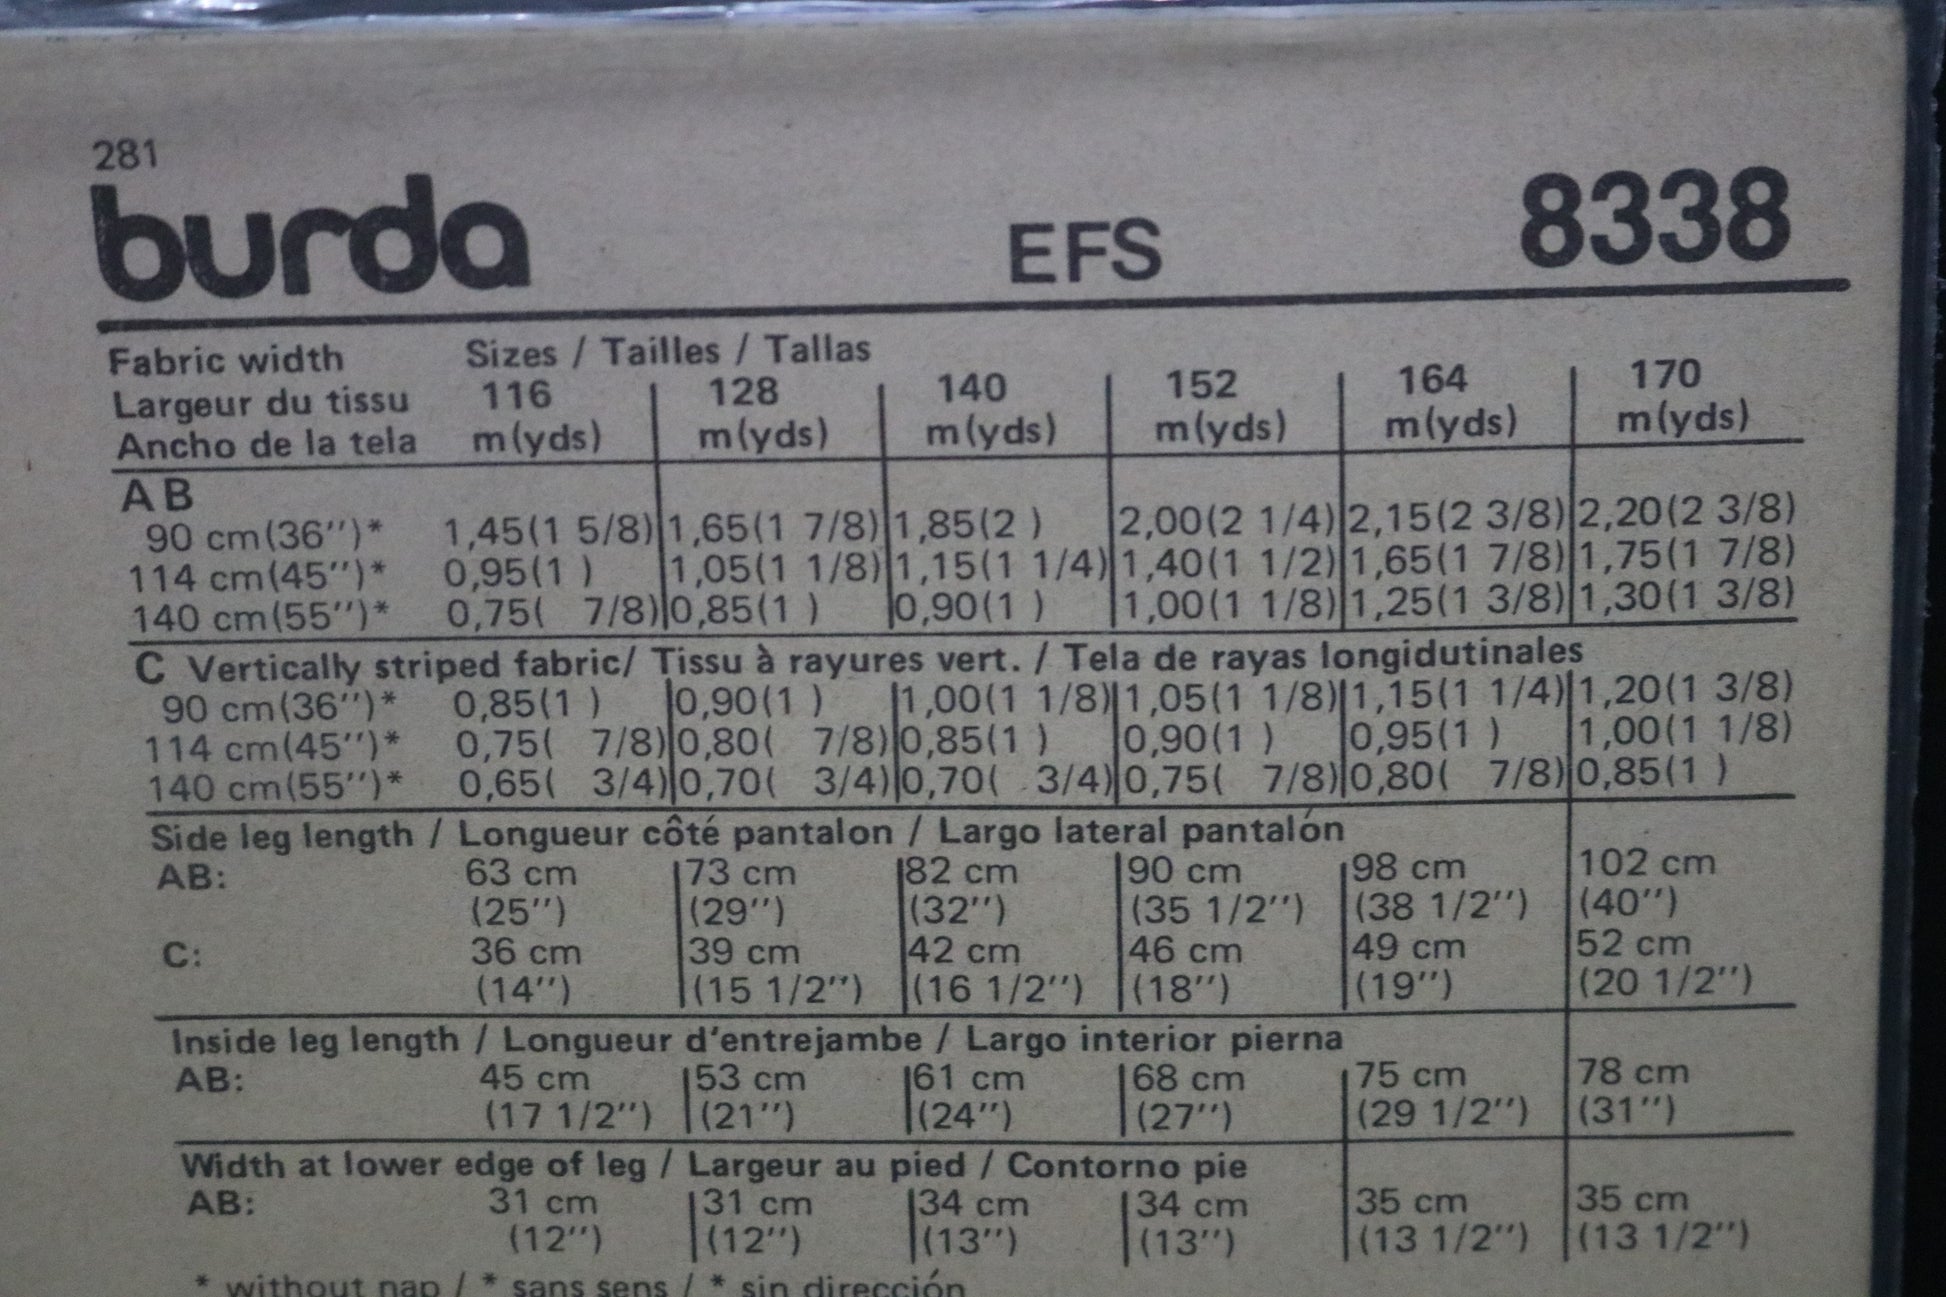 281
burda EFS 8338
Fabric width Sizes / Tailles / Tallas
Largeur du tissu 116 128 140 152 164 170
Ancho de la tela m(yds) m(yds) m(yds) m(yds) m(yds) m(yds)
A B
90 cm(36'')* 1,45(1 5/8) 1,65(1 7/8) 1,85(2 ) 2,00(2 1/4) 2,15(2 3/8) 2,20(2 3/8)
114 cm(45'')* 0,95(1 ) 1,05(1 1/8) 1,15(1 1/4) 1,40(1 1/2) 1,65(1 7/8) 1,75(1 7/8)
140 cm(55'')* 0,75( 7/8) 0,85(1 ) 0,90(1 ) 1,00(1 1/8) 1,25(1 3/8) 1,30(1 3/8)
C Vertically striped fabric/ Tissu à rayures vert. / Tela de rayas longidutinales
90 cm(36'')* 0,85(1 ) 0,90(1 ) 1,00(1 1/8) 1,05(1 1/8) 1,15(1 1/4) 1,20(1 3/8)
114 cm(45'')* 0,75( 7/8) 0,80( 7/8) 0,85(1 ) 0,90(1 ) 0,95(1 ) 1,00(1 1/8)
140 cm(55'')* 0,65( 3/4) 0,70( 3/4) 0,70( 3/4) 0,75( 7/8) 0,80( 7/8) 0,85(1 )
Side leg length / Longueur côté pantalon / Largo lateral pantalón
AB: 63 cm 73 cm 82 cm 90 cm 98 cm 102 cm
(25'') (29'') (32'') (35 1/2'') (38 1/2'') (40'')
C: 36 cm 39 cm 42 cm 46 cm 49 cm 52 cm
(14'') (15 1/2'') (16 1/2'') (18'') (19'') (20 1/2'')
Inside leg length / Longueur d'entrejambe / Largo interior pierna
AB: 45 cm 53 cm 61 cm 68 cm 75 cm 78 cm
(17 1/2'') (21'') (24'') (27'') (29 1/2'') (31'')
Width at lower edge of leg / Largeur au pied / Contorno pie
AB: 31 cm 31 cm 34 cm 34 cm 35 cm 35 cm
(12'') (12'') (13'') (13'') (13 1/2'') (13 1/2'')
* without nap / * sans sens / * sin dirección